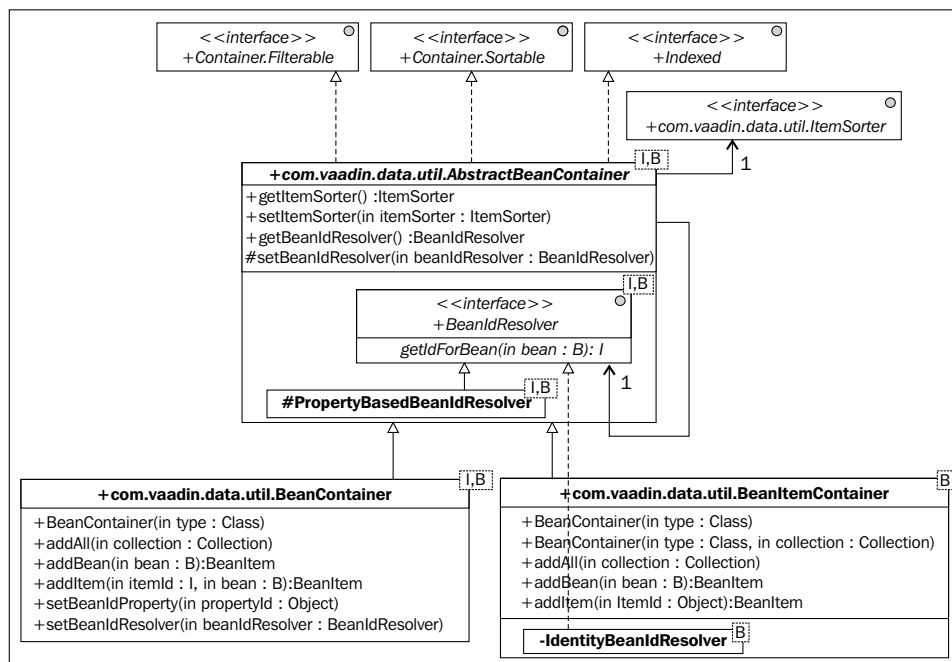 <<interface>>
+Container.Filterable
<<interface>>
+Container.Sortable
<<interface>>
+Indexed
<<interface>>
+com.vaadin.data.util.ItemSorter
1
I,B
+com.vaadin.data.util.AbstractBeanContainer
+getItemSorter() :ItemSorter
+setItemSorter(in itemSorter : ItemSorter)
+getBeanIdResolver() :BeanIdResolver
#setBeanIdResolver(in beanIdResolver : BeanIdResolver)
I,B
<<interface>>
+BeanIdResolver
getIdForBean(in bean : B): I
1
I,B
#PropertyBasedBeanIdResolver
I,B
+com.vaadin.data.util.BeanContainer
+BeanContainer(in type : Class)
+addAll(in collection : Collection)
+addBean(in bean : B):BeanItem
+addItem(in itemId : I, in bean : B):BeanItem
+setBeanIdProperty(in propertyId : Object)
+setBeanIdResolver(in beanIdResolver : BeanIdResolver)
B
+com.vaadin.data.util.BeanItemContainer
+BeanContainer(in type : Class)
+BeanContainer(in type : Class, in collection : Collection)
+addAll(in collection : Collection)
+addBean(in bean : B):BeanItem
+addItem(in ItemId : Object):BeanItem
B
-IdentityBeanIdResolver